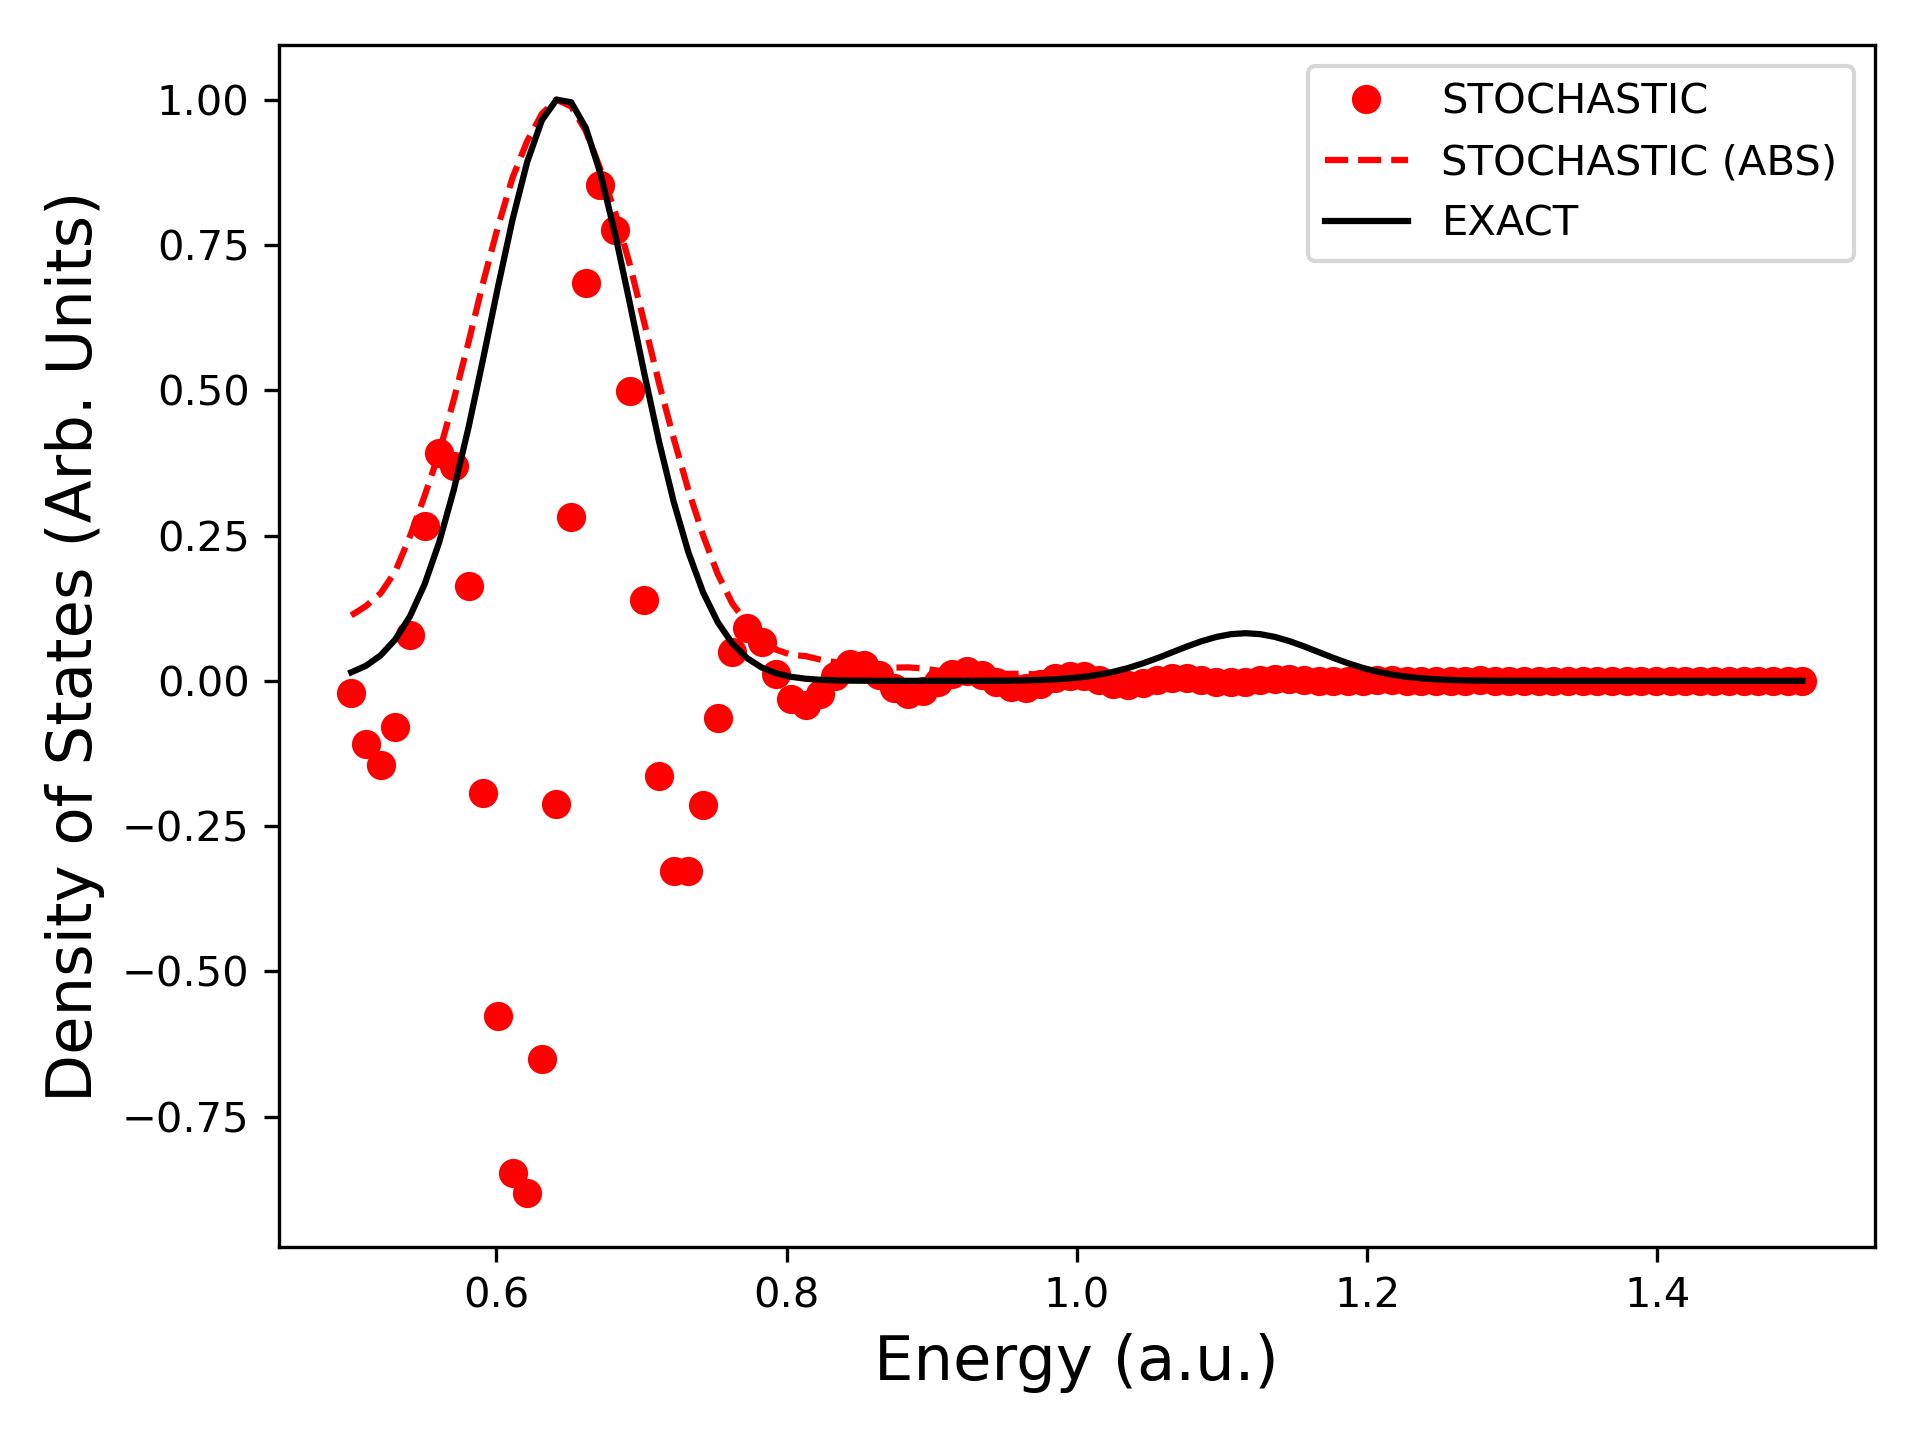 STOCHASTIC
STOCHASTIC (ABS)
EXACT
Density of States (Arb. Units)
1.00
0.75
0.50
0.25
0.00
−0.25
−0.50
−0.75
0.6 0.8 1.0 1.2 1.4
Energy (a.u.)